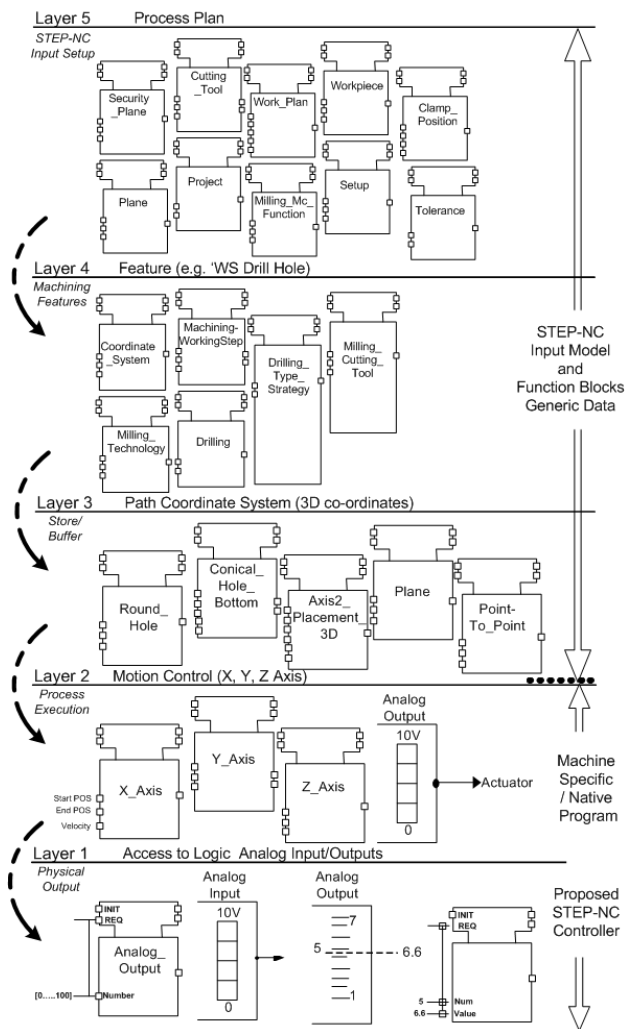 Layer 5 Process Plan
STEP-NC
Input Setup
Security
_Plane
Cutting
_Tool
Work_Plan
Workpiece
Clamp_
Position
Plane
Project
Milling_Mc_
Function
Setup
Tolerance
Layer 4 Feature (e.g. 'WS Drill Hole)
Machining
Features
Coordinate
_System
Machining-
WorkingStep
Drilling_
Type_
Strategy
Milling_
Cutting_
Tool
Milling_
Technology
Drilling
STEP-NC
Input Model
and
Function Blocks
Generic Data
Layer 3 Path Coordinate System (3D co-ordinates)
Store/
Buffer
Round_
Hole
Conical_
Hole_
Bottom
Axis2_
Placement_
3D
Plane
Point-
To_Point
Layer 2 Motion Control (X, Y, Z Axis)
Process
Execution
X_Axis
Start POS
End POS
Velocity
Y_Axis
Z_Axis
Analog
Output
10V
0
Actuator
Machine
Specific
/ Native
Program
Layer 1 Access to Logic Analog Input/Outputs
Physical
Output
INIT
REQ
Analog_
Output
[0.....100]
Number
Analog
Input
10V
0
Analog
Output
7
5
6.6
1
INIT
REQ
5 Num
6.6 Value
Proposed
STEP-NC
Controller